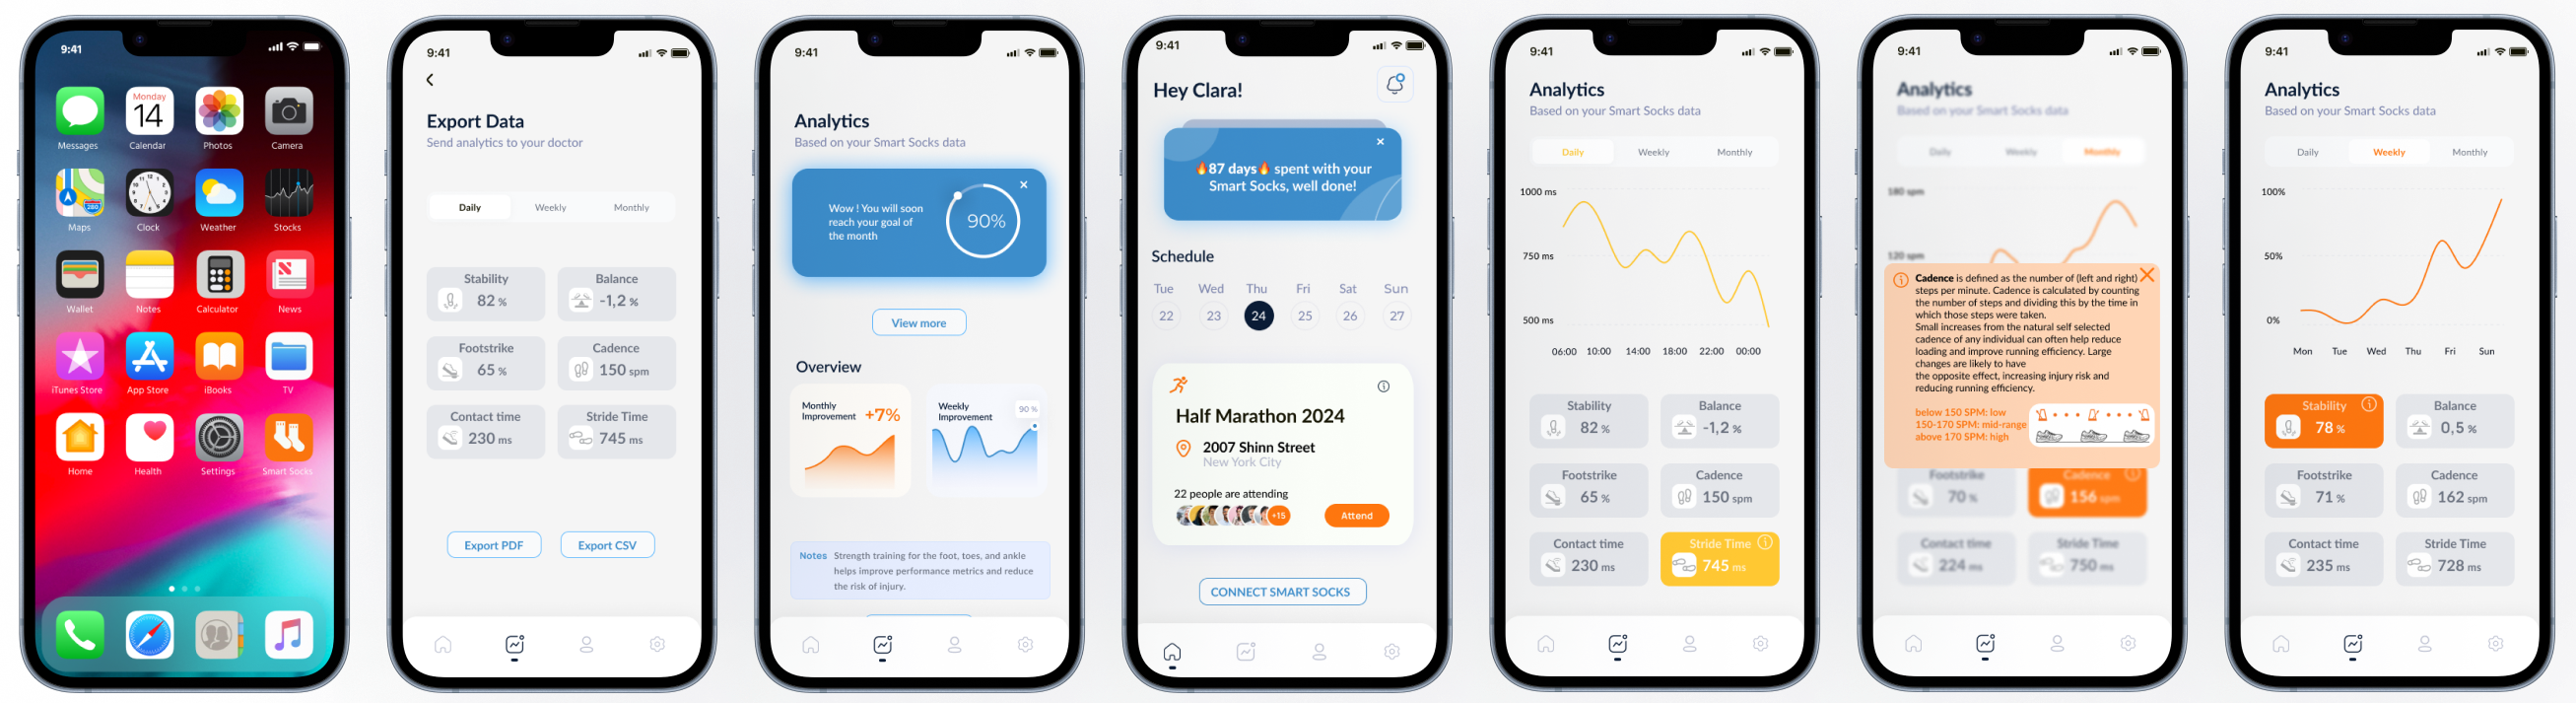 9:41
Monday
14
Messages
Calendar
Photos
Camera
280
Maps
Clock
Weather
Stocks
Wallet
Notes
Calculator
News
iTunes Store
App Store
iBooks
TV
Home
Health
Settings
Smart Socks
9:41
Export Data
Send analytics to your doctor
Daily
Weekly
Monthly
Stability
82 %
Balance
-1,2 %
Footstrike
65 %
Cadence
150 spm
Contact time
230 ms
Stride Time
745 ms
Export PDF
Export CSV
9:41
Analytics
Based on your Smart Socks data
Wow ! You will soon
reach your goal of
the month
90%
View more
Overview
Monthly
Improvement
+7%
Weekly
Improvement
90 %
Notes
Strength training for the foot, toes, and ankle
helps improve performance metrics and reduce
the risk of injury.
9:41
Hey Clara!
🔥87 days🔥 spent with your
Smart Socks, well done!
Schedule
Tue
Wed
Thu
Fri
Sat
Sun
22
23
24
25
26
27
Half Marathon 2024
2007 Shinn Street
New York City
22 people are attending
+15
Attend
CONNECT SMART SOCKS
9:41
Analytics
Based on your Smart Socks data
Daily
Weekly
Monthly
1000 ms
750 ms
500 ms
06:00
10:00
14:00
18:00
22:00
00:00
Stability
82 %
Balance
-1,2 %
Footstrike
65 %
Cadence
150 spm
Contact time
230 ms
Stride Time
745 ms
9:41
Analytics
Based on your Smart Socks data
Daily
Weekly
Monthly
180 spm
120 spm
Cadence is defined as the number of (left and right)
steps per minute. Cadence is calculated by counting
the number of steps and dividing this by the time in
which those steps were taken.
Small increases from the natural self selected
cadence of any individual can often help reduce
loading and improve running efficiency. Large
changes are likely to have
the opposite effect, increasing injury risk and
reducing running efficiency.
below 150 SPM: low
150-170 SPM: mid-range
above 170 SPM: high
Footstrike
70 %
Cadence
156 spm
Contact time
224 ms
Stride Time
750 ms
9:41
Analytics
Based on your Smart Socks data
Daily
Weekly
Monthly
100%
50%
0%
Mon
Tue
Wed
Thu
Fri
Sun
Stability
78 %
Balance
0,5 %
Footstrike
71 %
Cadence
162 spm
Contact time
235 ms
Stride Time
728 ms